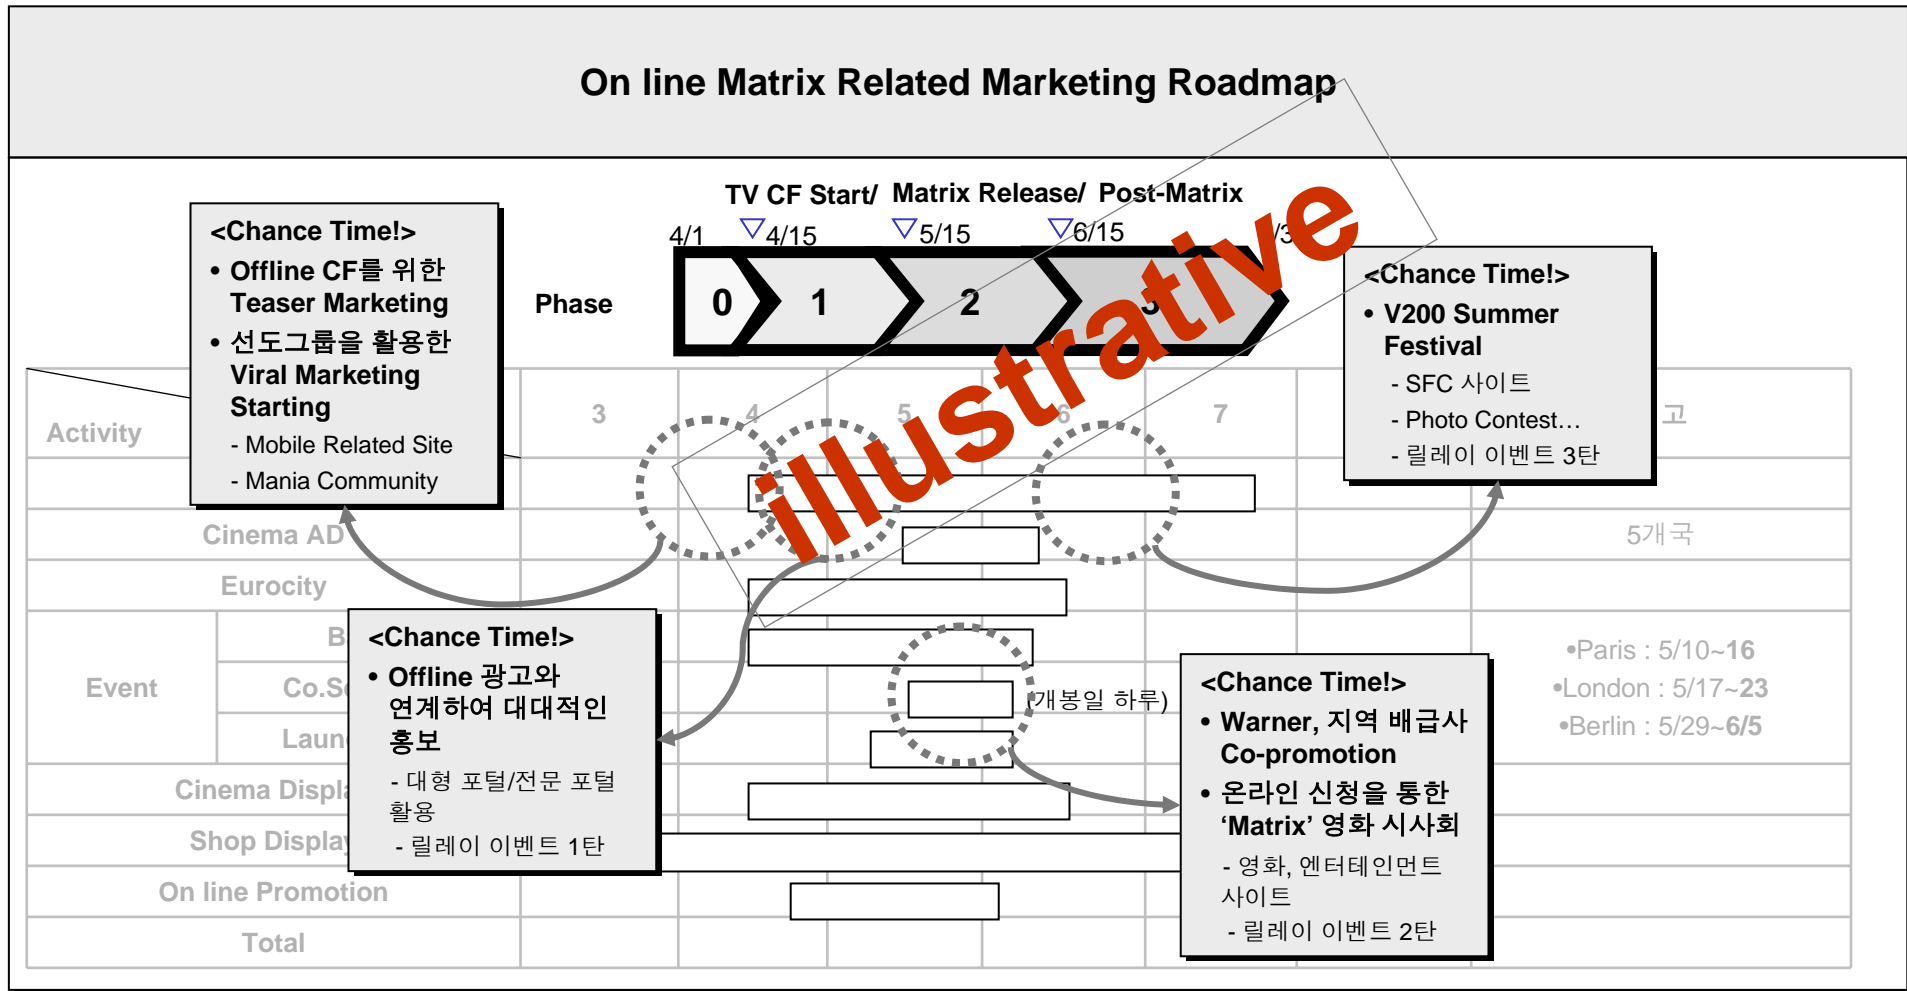 On line Matrix Related Marketing Roadmap
TV CF Start/ Matrix Release/ Post-Matrix
4/1 4/15 5/15 6/15
Phase 0 1 2 3
illustrative
<Chance Time!>
• Offline CF를 위한
Teaser Marketing
• 선도그룹을 활용한
Viral Marketing
Starting
- Mobile Related Site
- Mania Community
<Chance Time!>
• V200 Summer
Festival
- SFC 사이트
- Photo Contest…
- 릴레이 이벤트 3탄
Activity 3 4 5 6 7 고
Cinema AD 5개국
Eurocity
Event
Cinema
Shop
On line Promotion
Total
(개봉일 하루)
•Paris : 5/10~16
•London : 5/17~23
•Berlin : 5/29~6/5
<Chance Time!>
• Offline 광고와
연계하여 대대적인
홍보
- 대형 포털/전문 포털
활용
- 릴레이 이벤트 1탄
<Chance Time!>
• Warner, 지역 배급사
Co-promotion
• 온라인 신청을 통한
‘Matrix’ 영화 시사회
- 영화, 엔터테인먼트
사이트
- 릴레이 이벤트 2탄